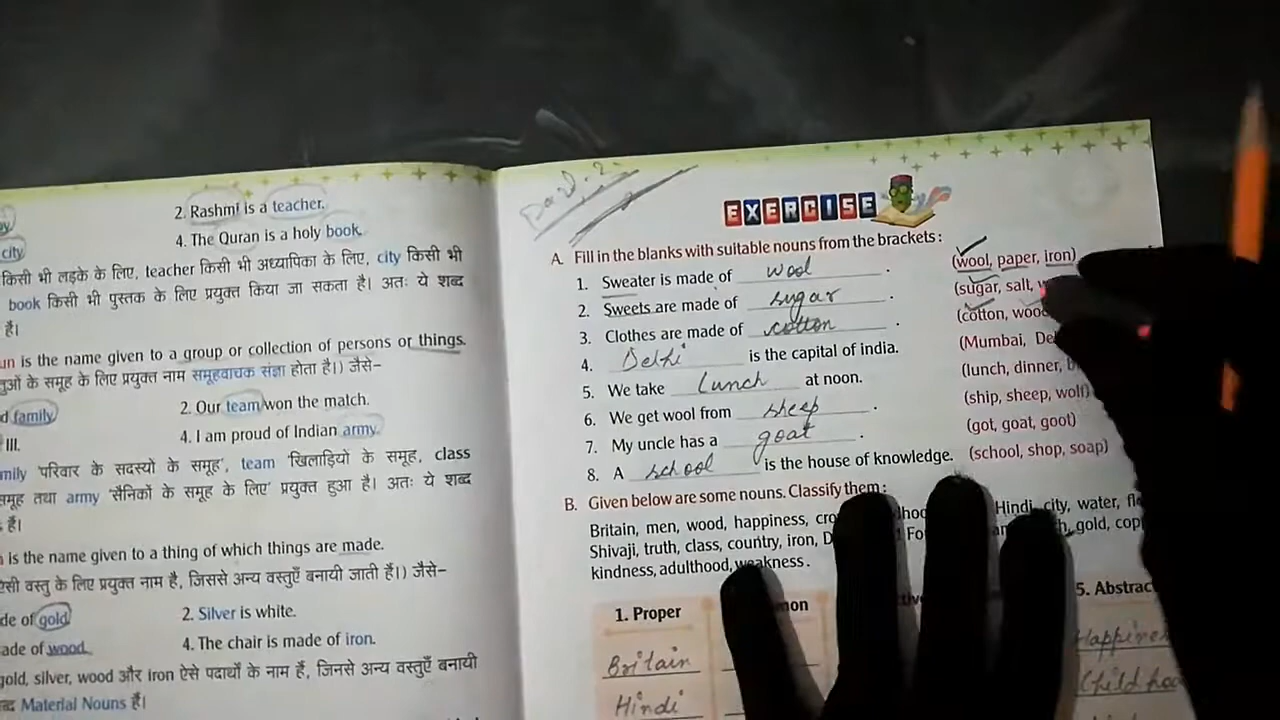 2. Rashmi is a teacher.
city
4. The Quran is a holy book.
किसी भी लड़के के लिए, teacher किसी भी अध्यापिका के लिए, city किसी भी
book किसी भी पुस्तक के लिए प्रयुक्त किया जा सकता है। अतः ये शब्द
हैं।
un is the name given to a group or collection of persons or things.
तुओं के समूह के लिए प्रयुक्त नाम समूहवाचक संज्ञा होता है।) जैसे–
d family
2. Our team won the match.
III.
4. I am proud of Indian army.
mily 'परिवार के सदस्यो के समूह', team 'खिलाड़ियो के समूह, class
समूह तथा army 'सैनिकों के समूह के लिए' प्रयुक्त हुआ है। अतः ये शब्द
हैं।
is the name given to a thing of which things are made.
ऐसी वस्तु के लिए प्रयुक्त नाम है, जिससे अन्य वस्तुएँ बनायी जाती हैं।) जैसे–
de of gold
2. Silver is white.
ade of wood.
4. The chair is made of iron.
gold, silver, wood और iron ऐसे पदार्थों के नाम हैं, जिनसे अन्य वस्तुएँ बनायी
ब्द Material Nouns हैं।
EXERCISE
A. Fill in the blanks with suitable nouns from the brackets :
1. Sweater is made of wool . (wool, paper, iron)
2. Sweets are made of sugar . (sugar, salt,
3. Clothes are made of cotton . (cotton, wood
4. Delhi is the capital of india. (Mumbai, De
5. We take Lunch at noon. (lunch, dinner,
6. We get wool from sheep . (ship, sheep, wolf)
7. My uncle has a goat . (got, goat, goot)
8. A school is the house of knowledge. (school, shop, soap)
B. Given below are some nouns. Classify them :
Britain, men, wood, happiness, cro Hindi, city, water, fl
Shivaji, truth, class, country, iron, D gold, cop
kindness, adulthood, weakness.
1. Proper
mon
5. Abstrac
Britain
Happines
Hindi
Childhoo